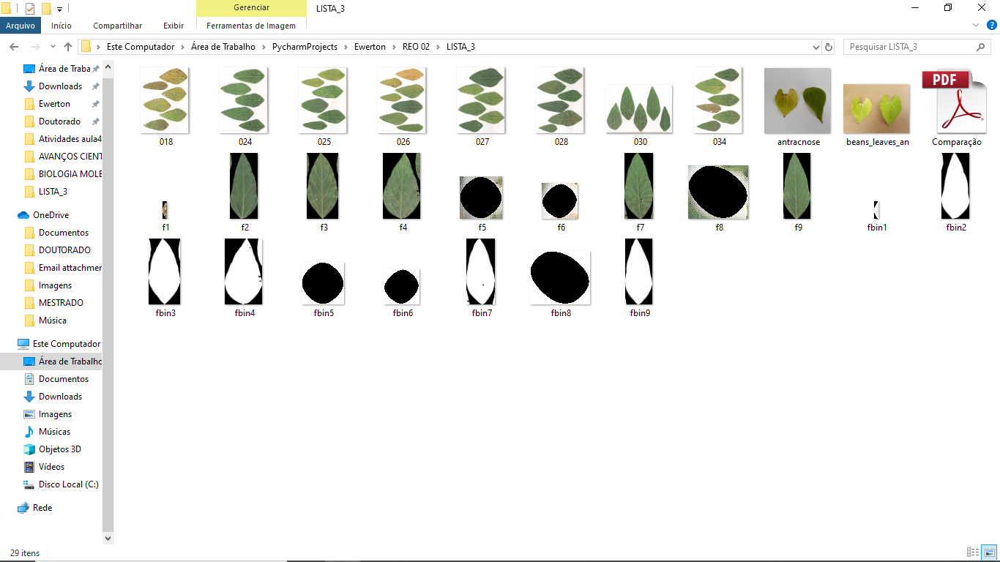 Gerenciar
LISTA_3
Arquivo
Início
Compartilhar
Exibir
Ferramentas de Imagem
Este Computador
Área de Trabalho
PycharmProjects
Ewerton
REO 02
LISTA_3
Pesquisar LISTA_3
Área de Traba
Downloads
Ewerton
Doutorado
Atividades aula4
AVANÇOS CIENT
BIOLOGIA MOLE
LISTA_3
OneDrive
Documentos
DOUTORADO
Email attachmer
Imagens
MESTRADO
Música
Este Computador
Área de Trabalho
Documentos
Downloads
Imagens
Músicas
Objetos 3D
Vídeos
Disco Local (C:)
Rede
PDF
018
024
025
026
027
028
030
034
antracnose
beans_leaves_an
Comparação
f1
f2
f3
f4
f5
f6
f7
f8
f9
fbin1
fbin2
fbin3
fbin4
fbin5
fbin6
fbin7
fbin8
fbin9
29 itens